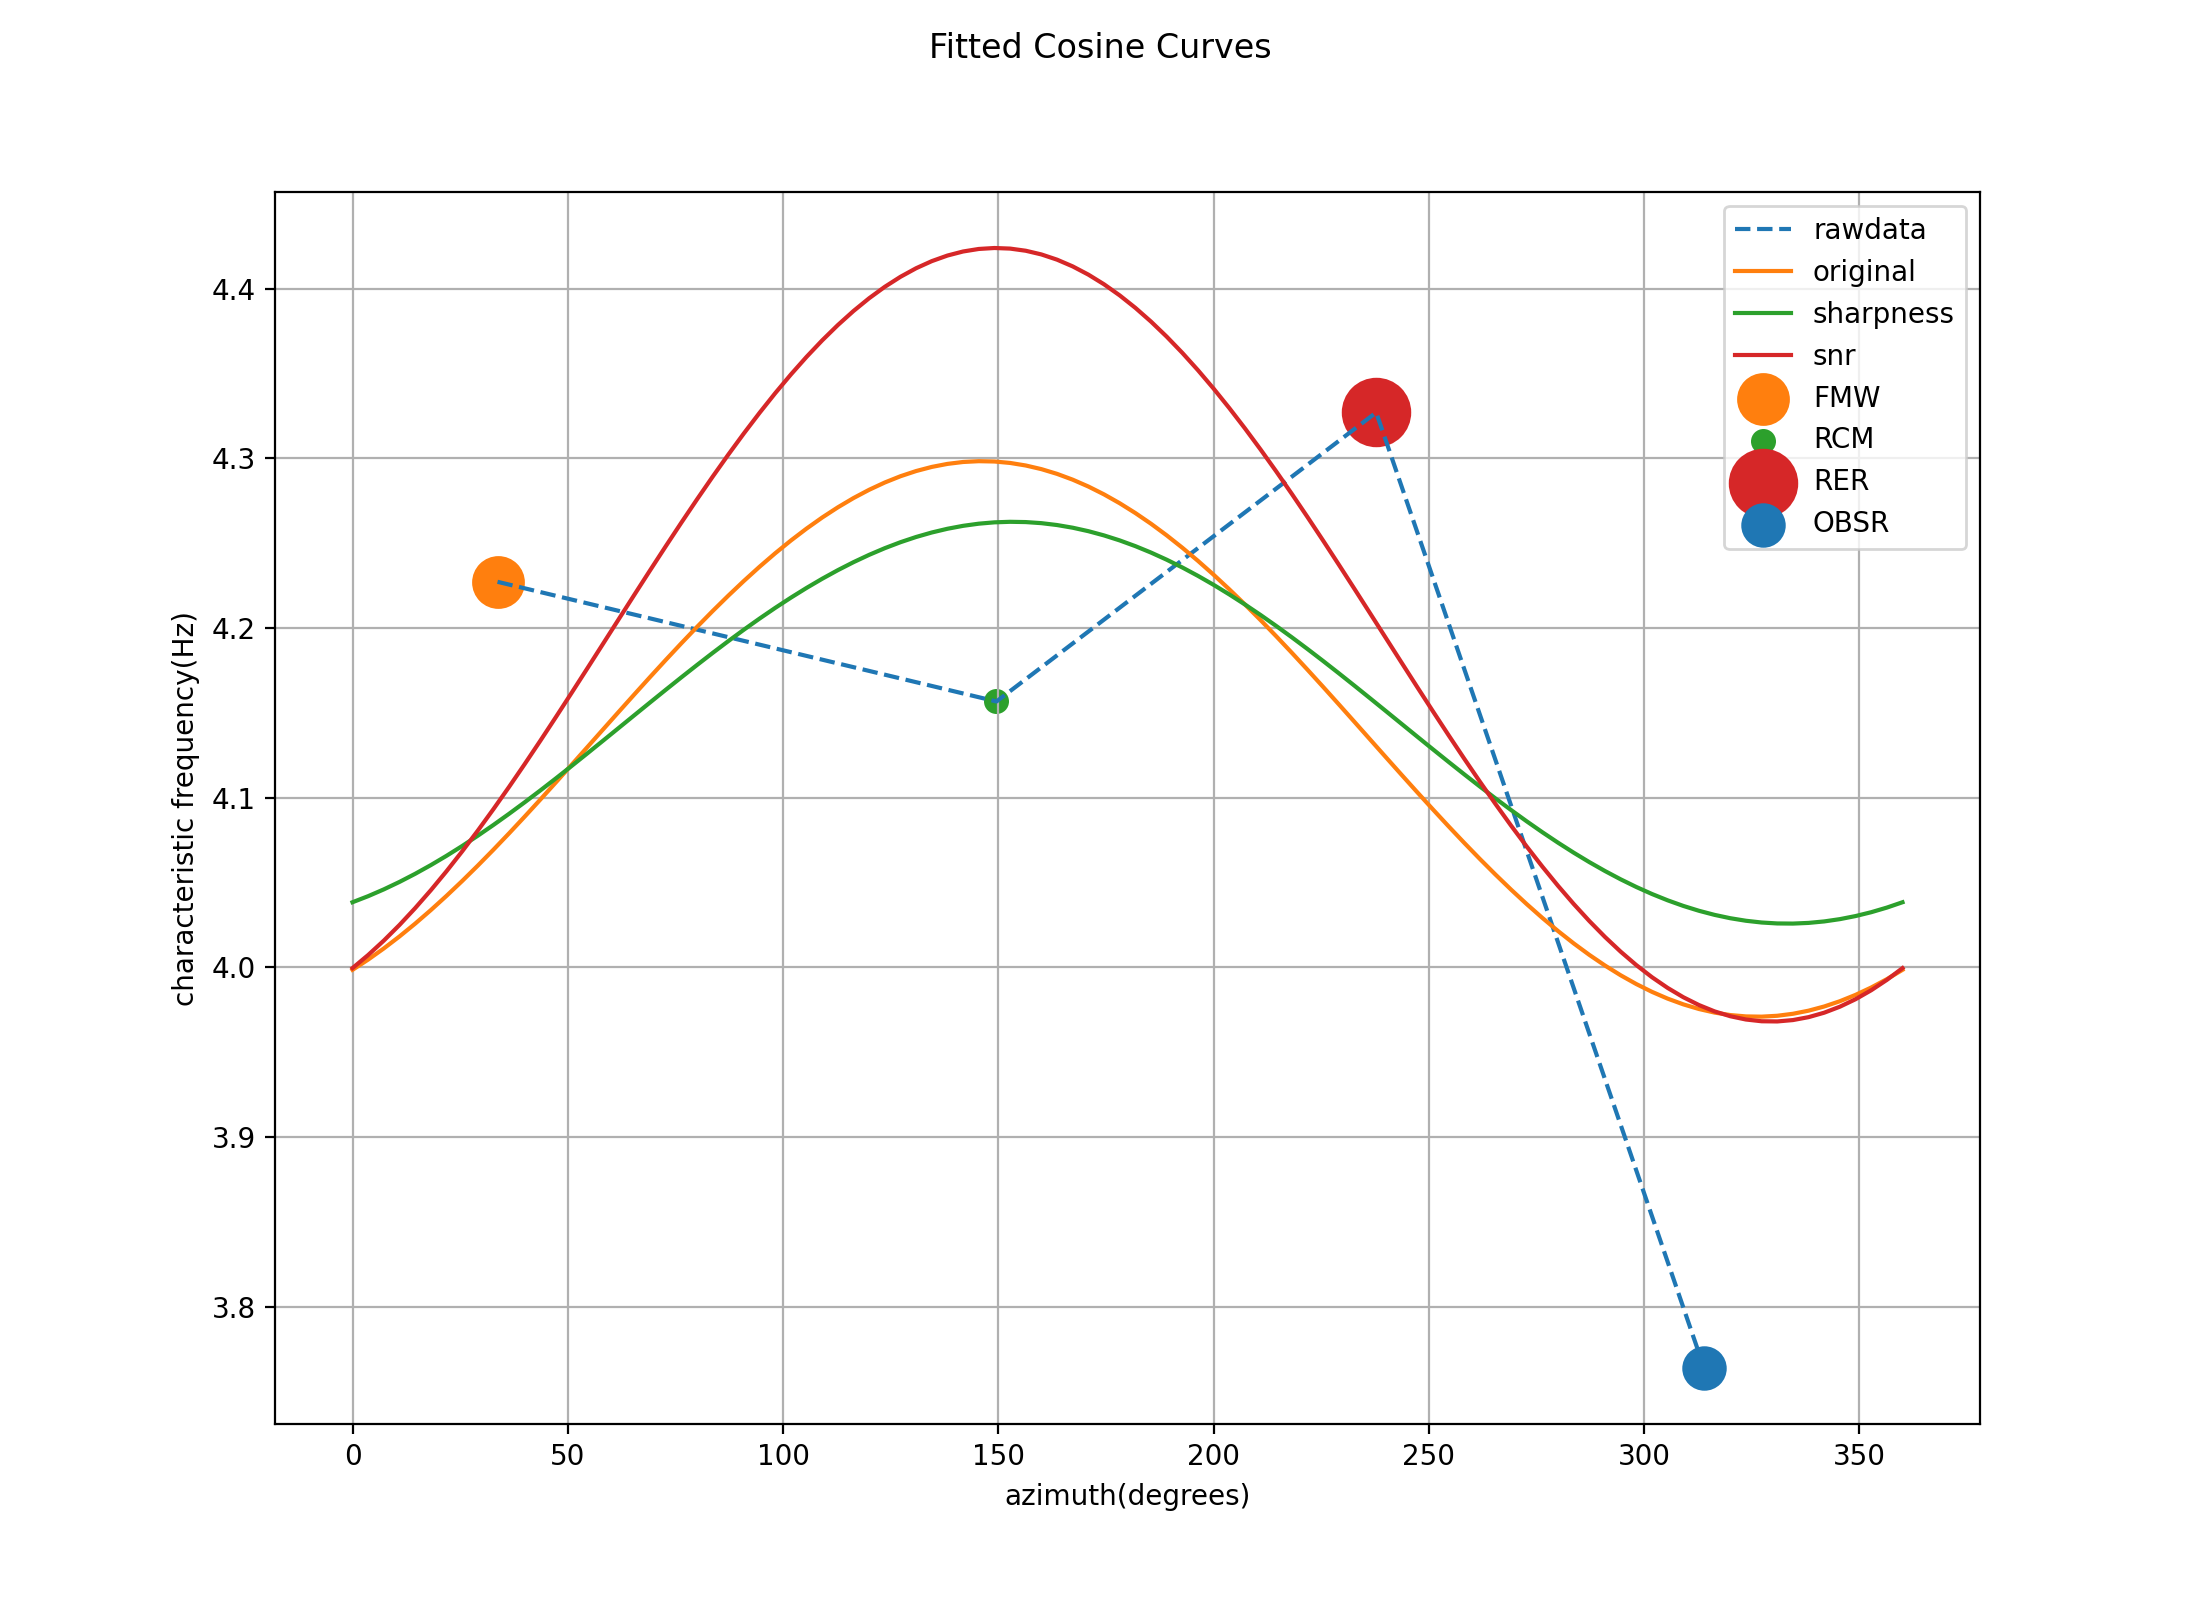 Fitted Cosine Curves
rawdata
original
sharpness
snr
FMW
RCM
RER
OBSR
characteristic frequency(Hz)
4.4
4.3
4.2
4.1
4.0
3.9
3.8
0 50 100 150 200 250 300 350
azimuth(degrees)